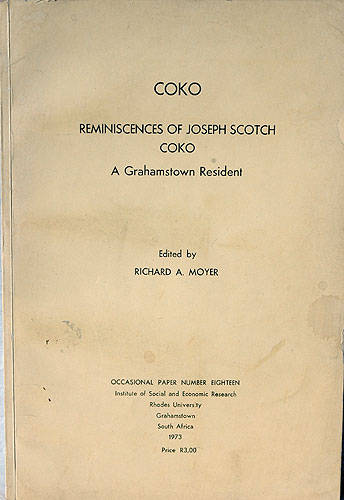 COKO
REMINISCENCES OF JOSEPH SCOTCH
COKO
A Grahamstown Resident
Edited by
RICHARD A. MOYER
OCCASIONAL PAPER NUMBER EIGHTEEN
Institute of Social and Economic Research
Rhodes University
Grahamstown
South Africa
1973
Price R3,00